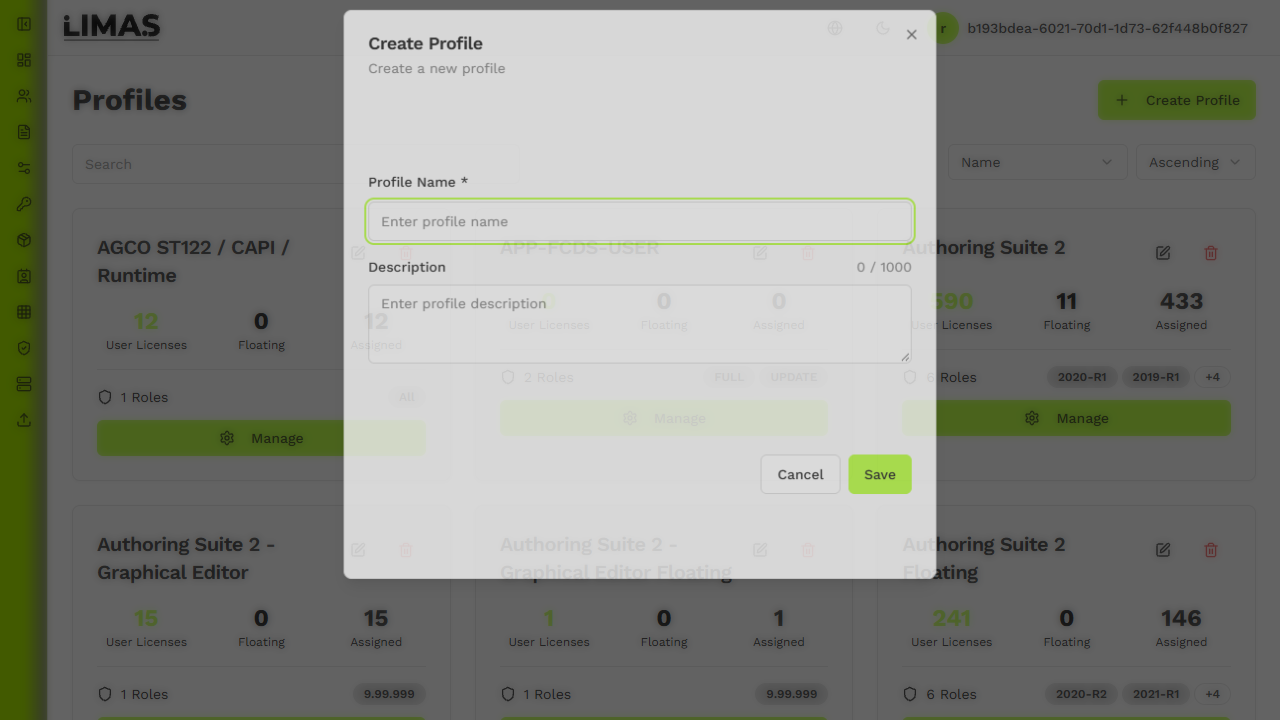 LIMAS
r
b193bdea-6021-70d1-1d73-62f448b0f827
Profiles
Create Profile
Search
Name
Ascending
Create Profile
Create a new profile
Profile Name *
Enter profile name
Description
0 / 1000
Enter profile description
Cancel
Save
AGCO ST122 / CAPI /
Runtime
12
User Licenses
0
Floating
12
Assigned
1 Roles
All
Manage
APP-FCDS-USER
User Licenses
0
Floating
0
Assigned
2 Roles
FULL
UPDATE
Manage
Authoring Suite 2
590
User Licenses
11
Floating
433
Assigned
6 Roles
2020-R1
2019-R1
+4
Manage
Authoring Suite 2 -
Graphical Editor
15
User Licenses
0
Floating
15
Assigned
1 Roles
9.99.999
Authoring Suite 2 -
Graphical Editor Floating
1
User Licenses
0
Floating
1
Assigned
1 Roles
9.99.999
Authoring Suite 2
Floating
241
User Licenses
0
Floating
146
Assigned
6 Roles
2020-R2
2021-R1
+4